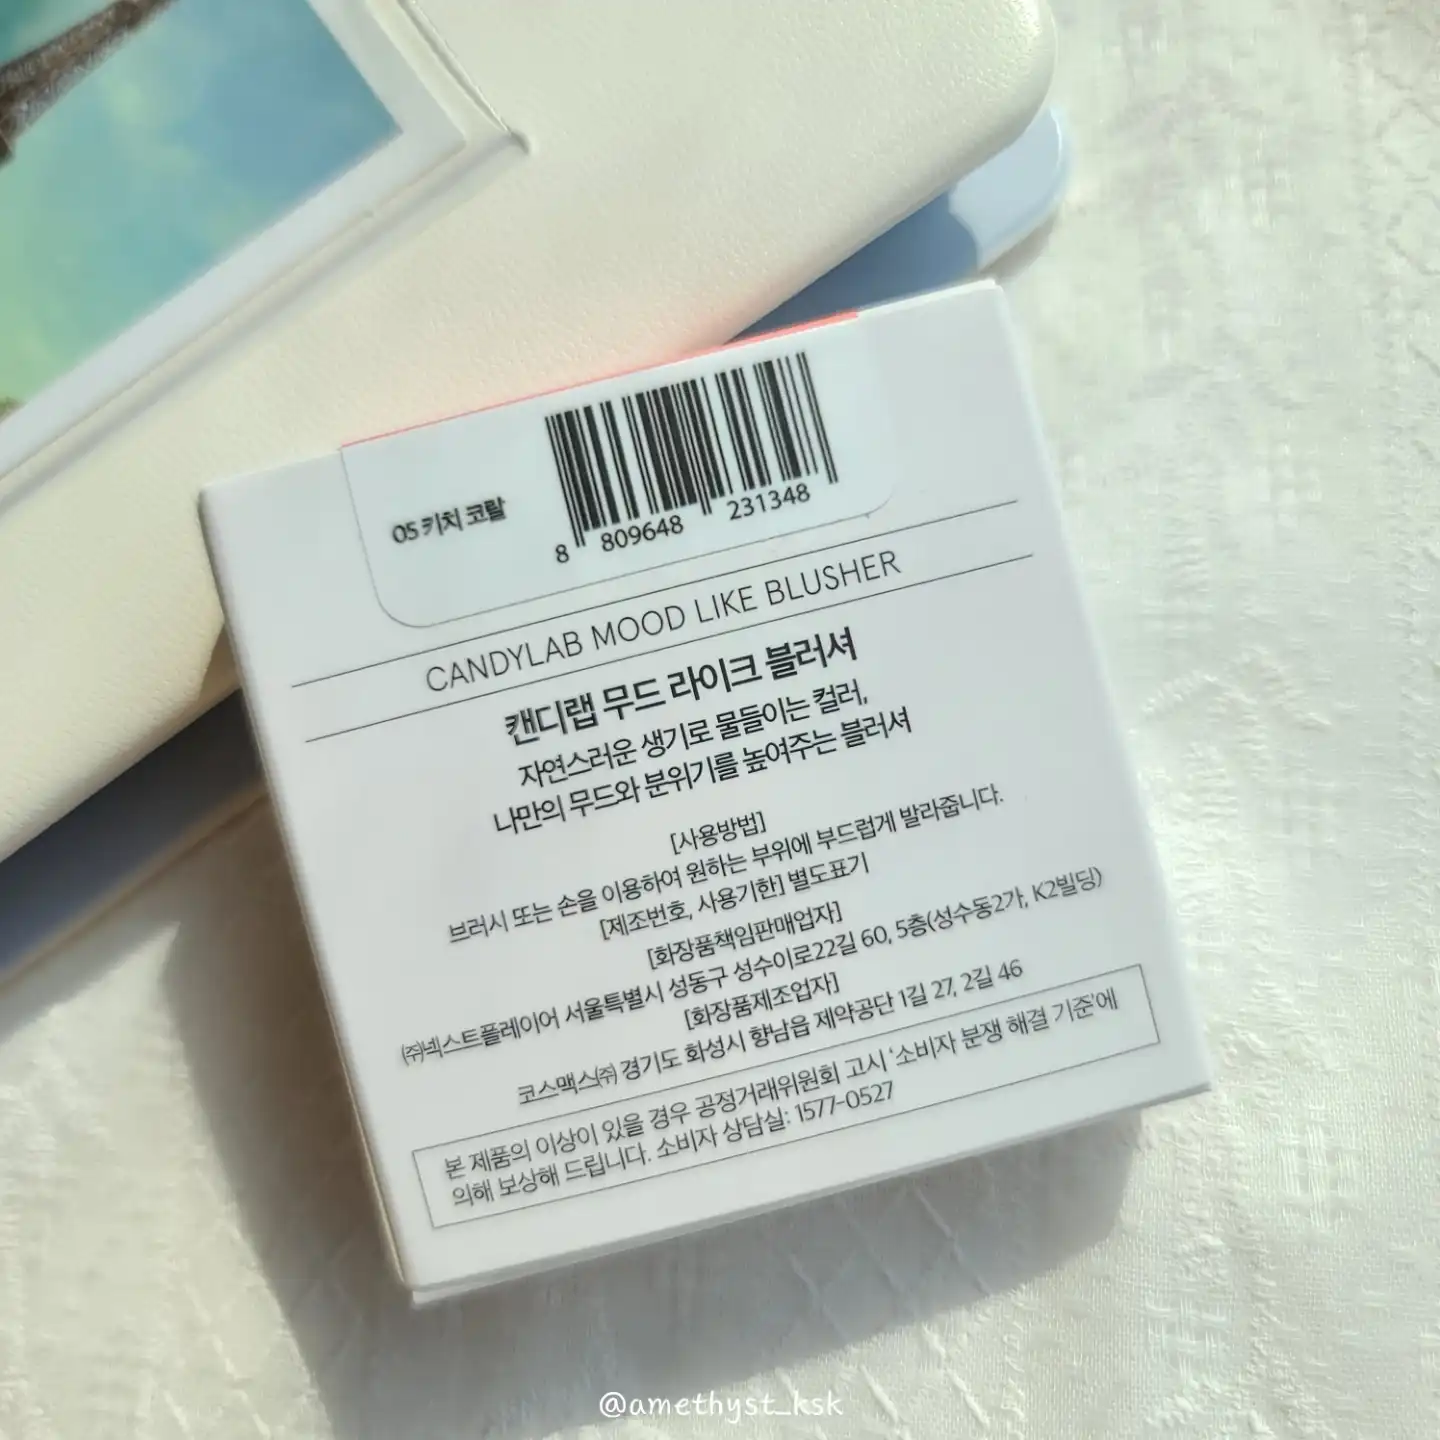 05 키치 코랄
8 809648 231348
CANDYLAB MOOD LIKE BLUSHER
캔디랩 무드 라이크 블러셔
자연스러운 생기로 물들이는 컬러,
나만의 무드와 분위기를 높여주는 블러셔
[사용방법]
브러시 또는 손을 이용하여 원하는 부위에 부드럽게 발라줍니다.
[제조번호, 사용기한] 별도표기
[화장품책임판매업자]
㈜넥스트플레이어 서울특별시 성동구 성수이로22길 60, 5층(성수동2가, K2빌딩)
[화장품제조업자]
코스맥스㈜ 경기도 화성시 향남읍 제약공단 1길 27, 2길 46
본 제품의 이상이 있을 경우 공정거래위원회 고시 '소비자 분쟁 해결 기준'에
의해 보상해 드립니다. 소비자 상담실: 1577-0527
@amethyst_ksk